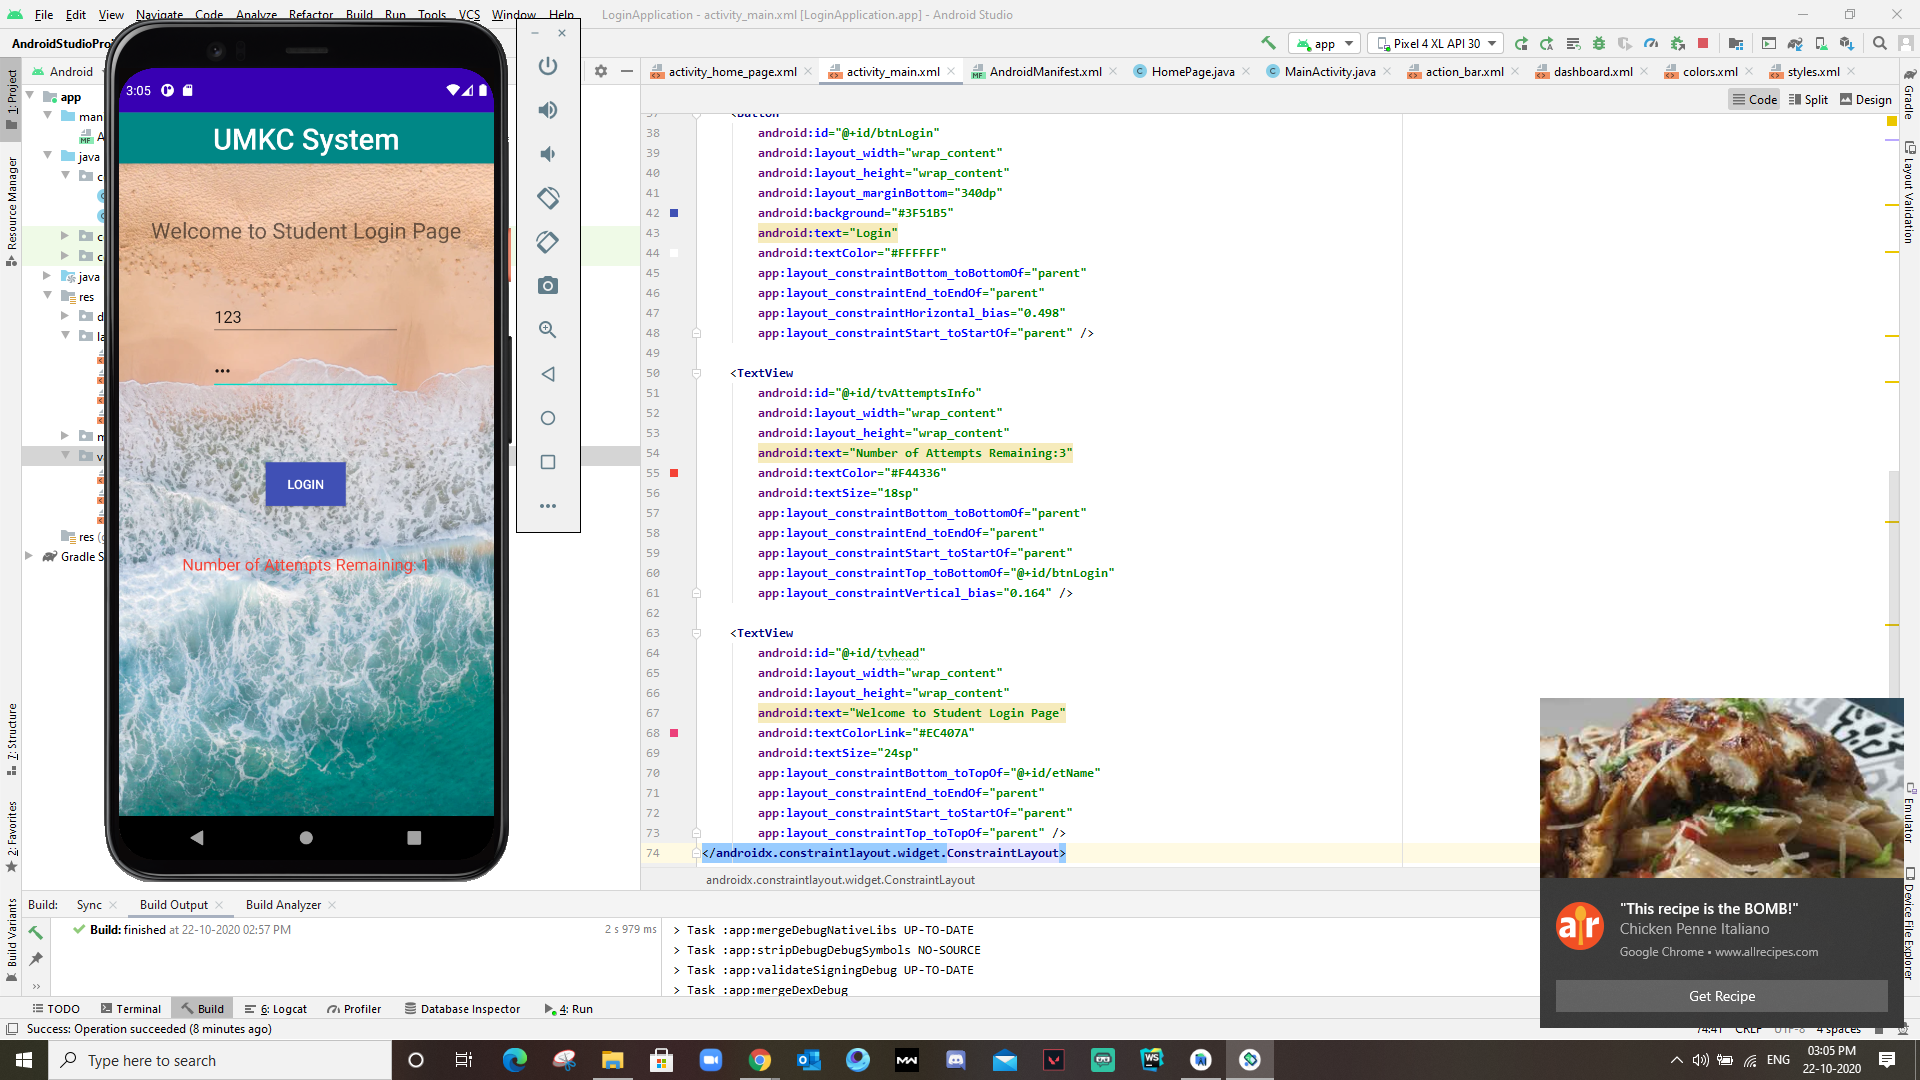 File Edit View Navigate Code Analyze Refactor Build Run Tools VCS Window Help LoginApplication - activity_main.xml [LoginApplication.app] - Android Studio
AndroidStudioProj
app
Pixel 4 XL API 30
Android
activity_home_page.xml
activity_main.xml
AndroidManifest.xml
HomePage.java
MainActivity.java
action_bar.xml
dashboard.xml
colors.xml
styles.xml
Code Split Design
1: Project
Resource Manager
7: Structure
2: Favorites
Build Variants
Gradle
Layout Validation
Emulator
Device File Explorer
app
man
java
c
java
res
d
la
m
va
res (g
Gradle S
3:05
UMKC System
Welcome to Student Login Page
123
LOGIN
Number of Attempts Remaining: 1
37 <Button
38 android:id="@+id/btnLogin"
39 android:layout_width="wrap_content"
40 android:layout_height="wrap_content"
41 android:layout_marginBottom="340dp"
42 android:background="#3F51B5"
43 android:text="Login"
44 android:textColor="#FFFFFF"
45 app:layout_constraintBottom_toBottomOf="parent"
46 app:layout_constraintEnd_toEndOf="parent"
47 app:layout_constraintHorizontal_bias="0.498"
48 app:layout_constraintStart_toStartOf="parent" />
49
50 <TextView
51 android:id="@+id/tvAttemptsInfo"
52 android:layout_width="wrap_content"
53 android:layout_height="wrap_content"
54 android:text="Number of Attempts Remaining:3"
55 android:textColor="#F44336"
56 android:textSize="18sp"
57 app:layout_constraintBottom_toBottomOf="parent"
58 app:layout_constraintEnd_toEndOf="parent"
59 app:layout_constraintStart_toStartOf="parent"
60 app:layout_constraintTop_toBottomOf="@+id/btnLogin"
61 app:layout_constraintVertical_bias="0.164" />
62
63 <TextView
64 android:id="@+id/tvhead"
65 android:layout_width="wrap_content"
66 android:layout_height="wrap_content"
67 android:text="Welcome to Student Login Page"
68 android:textColorLink="#EC407A"
69 android:textSize="24sp"
70 app:layout_constraintBottom_toTopOf="@+id/etName"
71 app:layout_constraintEnd_toEndOf="parent"
72 app:layout_constraintStart_toStartOf="parent"
73 app:layout_constraintTop_toTopOf="parent" />
74 </androidx.constraintlayout.widget.ConstraintLayout>
androidx.constraintlayout.widget.ConstraintLayout
Build: Sync Build Output Build Analyzer
Build: finished at 22-10-2020 02:57 PM 2 s 979 ms
> Task :app:mergeDebugNativeLibs UP-TO-DATE
> Task :app:stripDebugDebugSymbols NO-SOURCE
> Task :app:validateSigningDebug UP-TO-DATE
> Task :app:mergeDexDebug
"This recipe is the BOMB!"
Chicken Penne Italiano
Google Chrome • www.allrecipes.com
Get Recipe
TODO Terminal Build 6: Logcat Profiler Database Inspector 4: Run
Success: Operation succeeded (8 minutes ago)
74:41 CRLF UTF-8 4 spaces
Type here to search
ENG
03:05 PM
22-10-2020